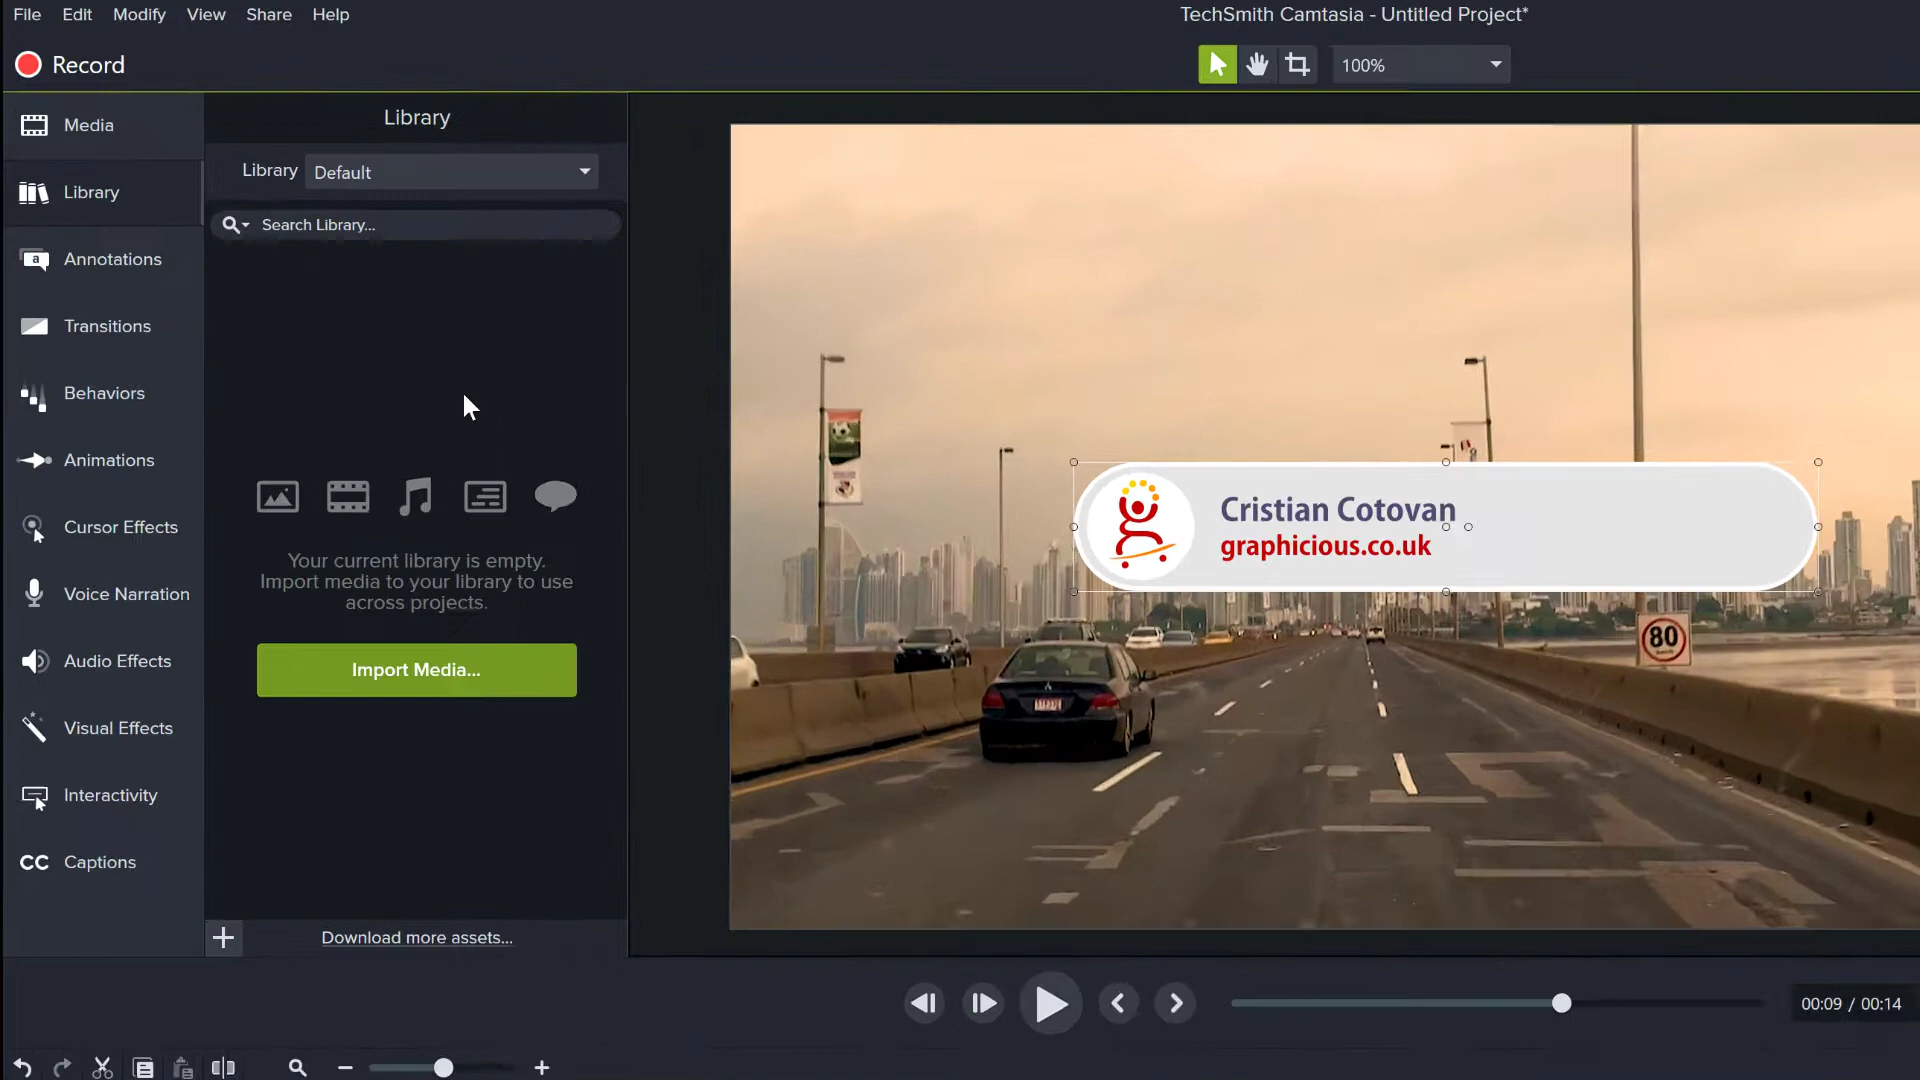 File Edit Modify View Share Help
TechSmith Camtasia - Untitled Project*
Record
100%
Media
Library
Annotations
Transitions
Behaviors
Animations
Cursor Effects
Voice Narration
Audio Effects
Visual Effects
Interactivity
CC Captions
Library
Library Default
Search Library...
Your current library is empty.
Import media to your library to use
across projects.
Import Media...
Download more assets...
a
Cristian Cotovan
graphicious.co.uk
80
00:09 / 00:14